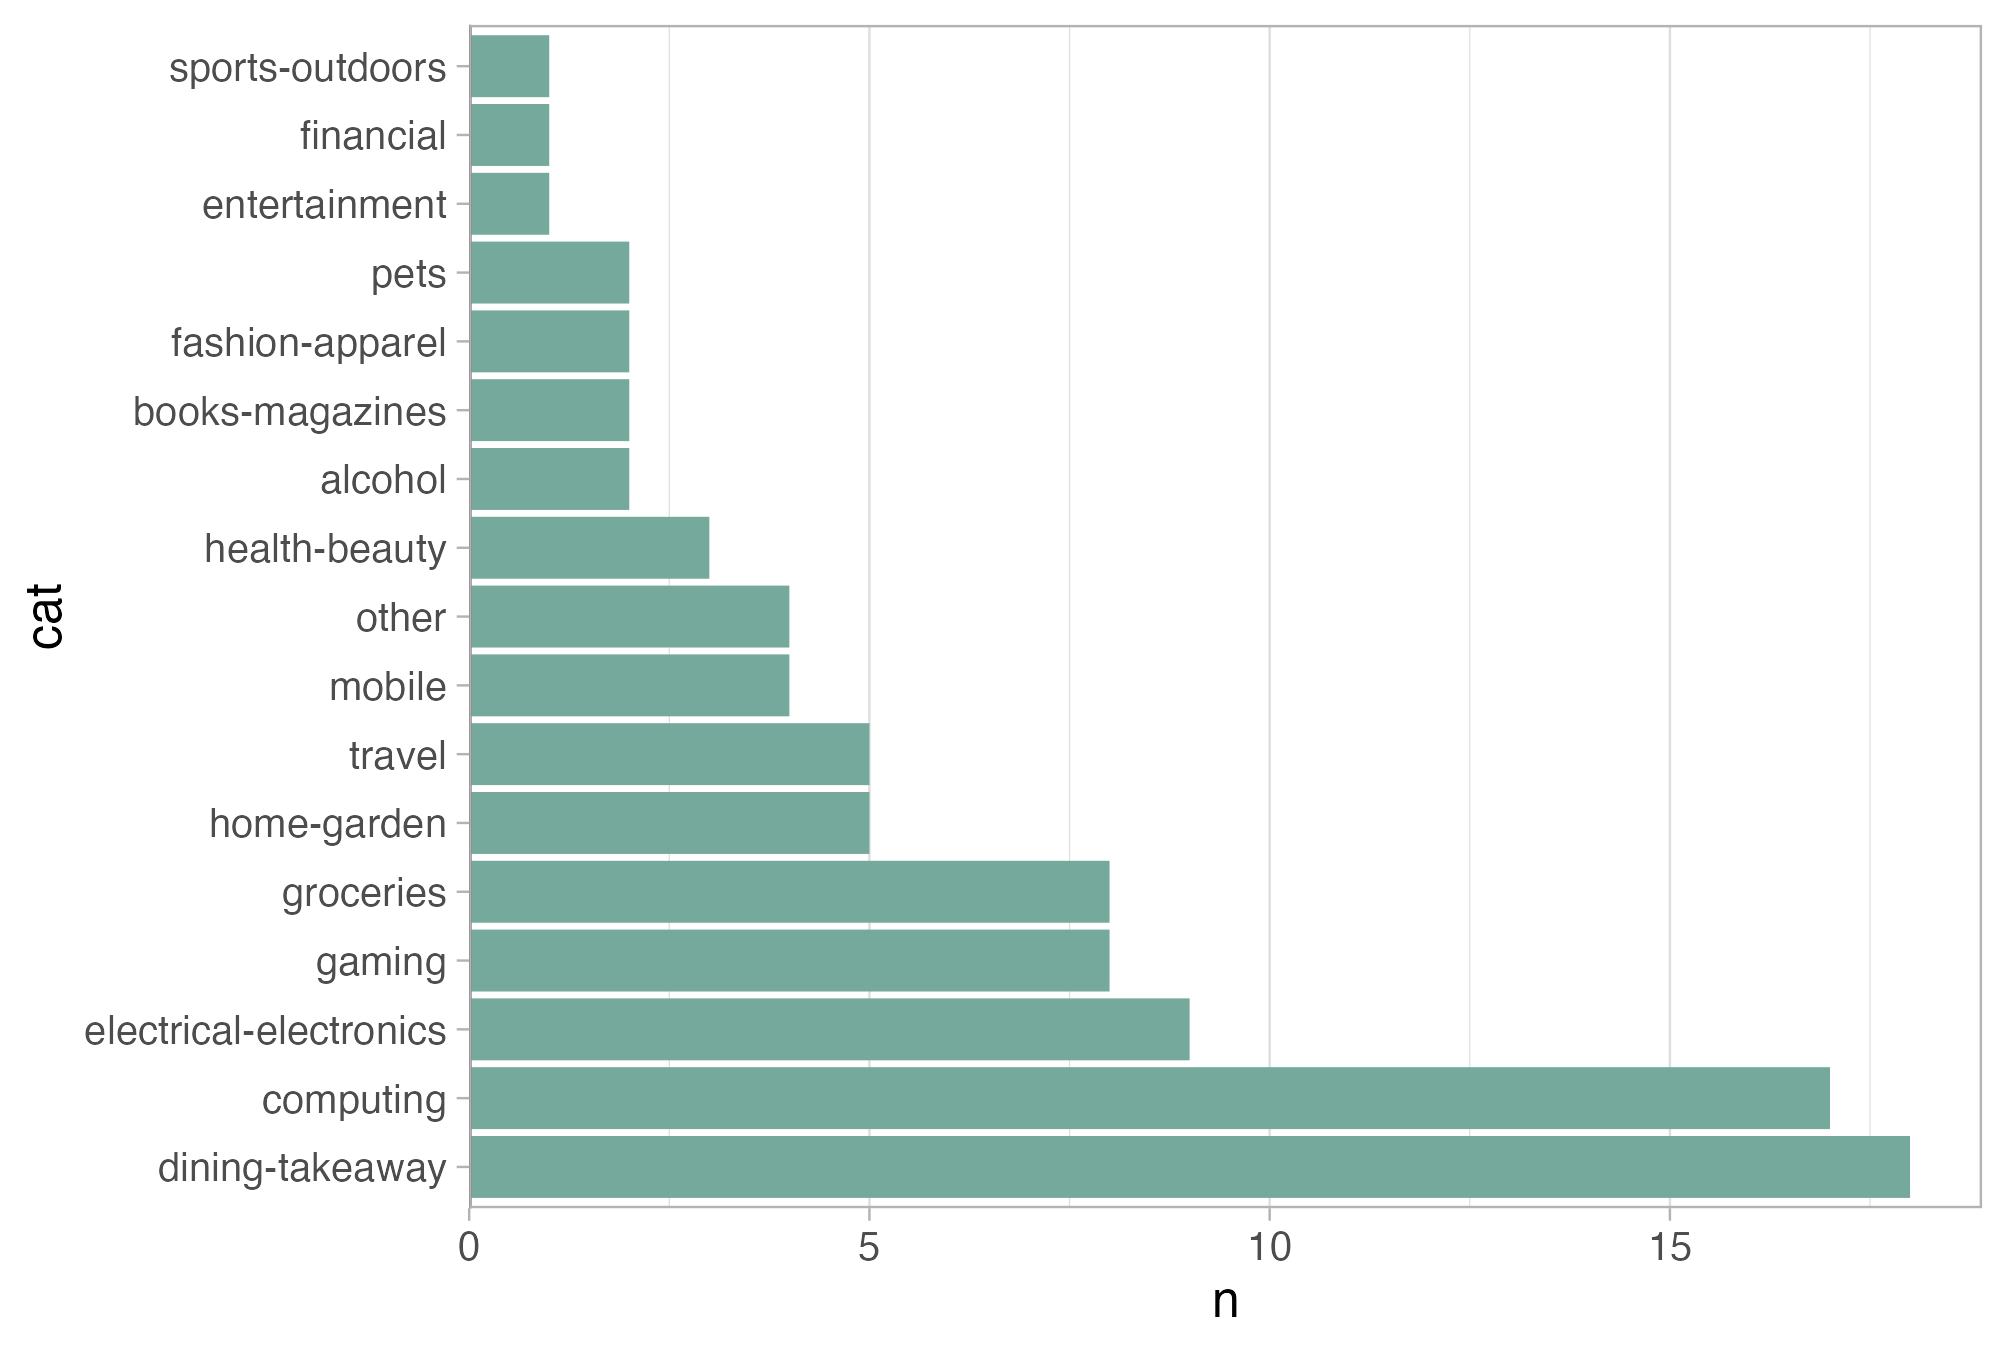 sports-outdoors
financial
entertainment
pets
fashion-apparel
books-magazines
alcohol
health-beauty
other
mobile
travel
home-garden
groceries
gaming
electrical-electronics
computing
dining-takeaway
cat
0 5 10 15
n